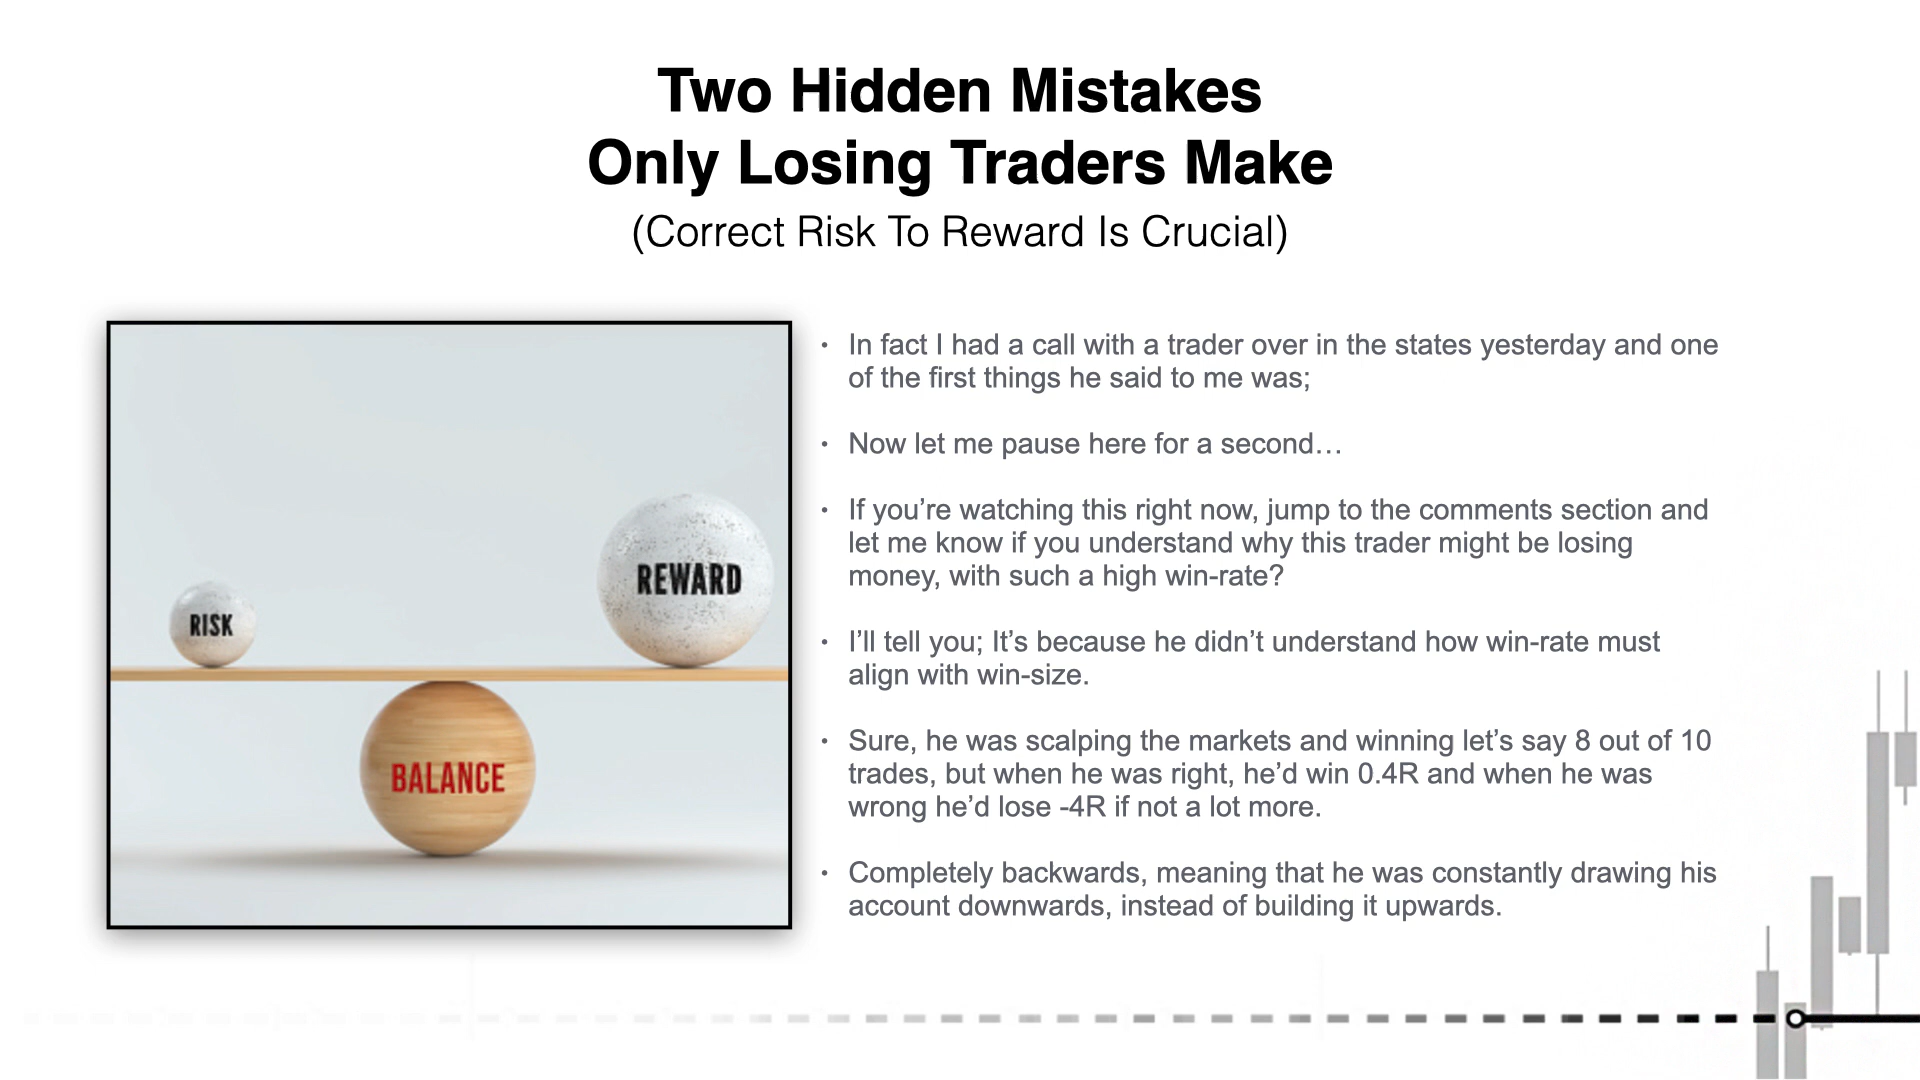 Two Hidden Mistakes
Only Losing Traders Make
(Correct Risk To Reward Is Crucial)
RISK
REWARD
BALANCE
• In fact I had a call with a trader over in the states yesterday and one
of the first things he said to me was;
• Now let me pause here for a second…
• If you’re watching this right now, jump to the comments section and
let me know if you understand why this trader might be losing
money, with such a high win-rate?
• I’ll tell you; It’s because he didn’t understand how win-rate must
align with win-size.
• Sure, he was scalping the markets and winning let’s say 8 out of 10
trades, but when he was right, he’d win 0.4R and when he was
wrong he’d lose -4R if not a lot more.
• Completely backwards, meaning that he was constantly drawing his
account downwards, instead of building it upwards.